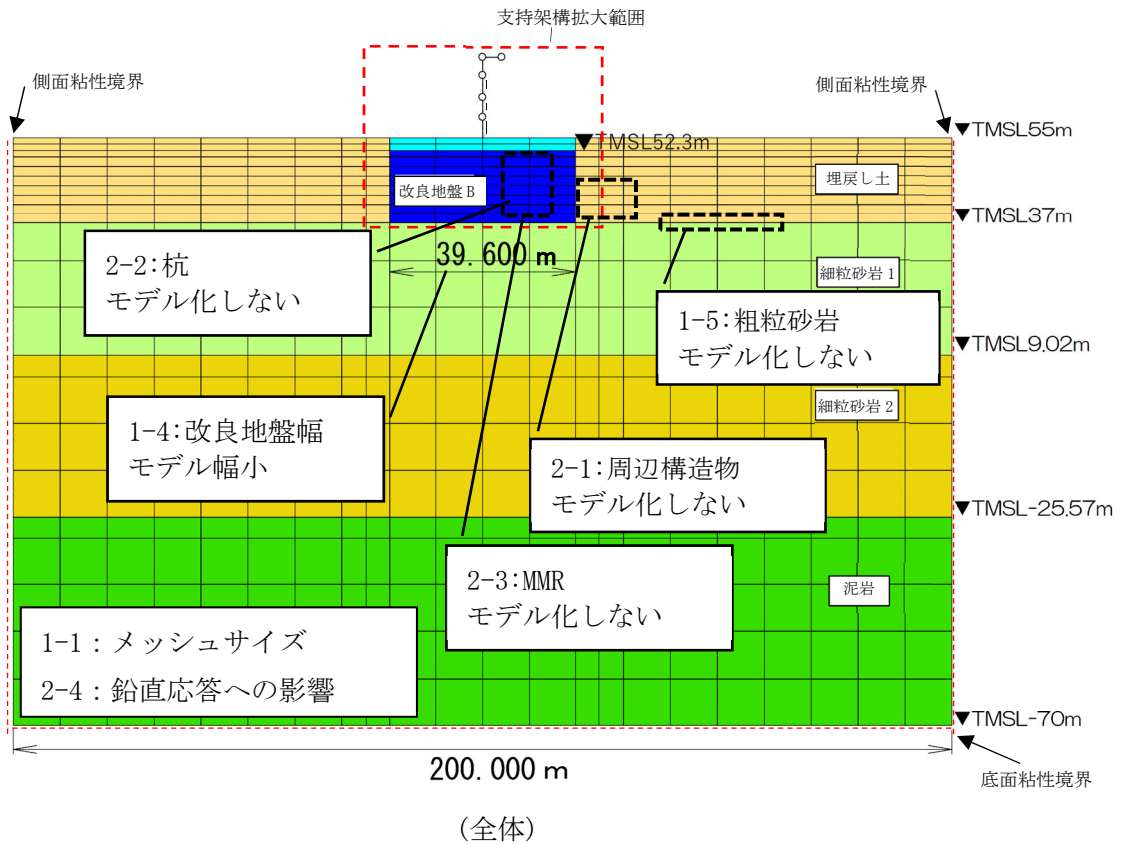 支持架構拡大範囲
側面粘性境界
側面粘性境界
▼TMSL55m
▼TMSL52.3m
改良地盤 B
埋戻し土
▼TMSL37m
2-2:杭
モデル化しない
39.600 m
細粒砂岩 1
1-5:粗粒砂岩
モデル化しない
▼TMSL9.02m
1-4:改良地盤幅
モデル幅小
細粒砂岩 2
2-1:周辺構造物
モデル化しない
▼TMSL-25.57m
2-3:MMR
モデル化しない
泥岩
1-1：メッシュサイズ
2-4：鉛直応答への影響
▼TMSL-70m
200.000 m
底面粘性境界
(全体)